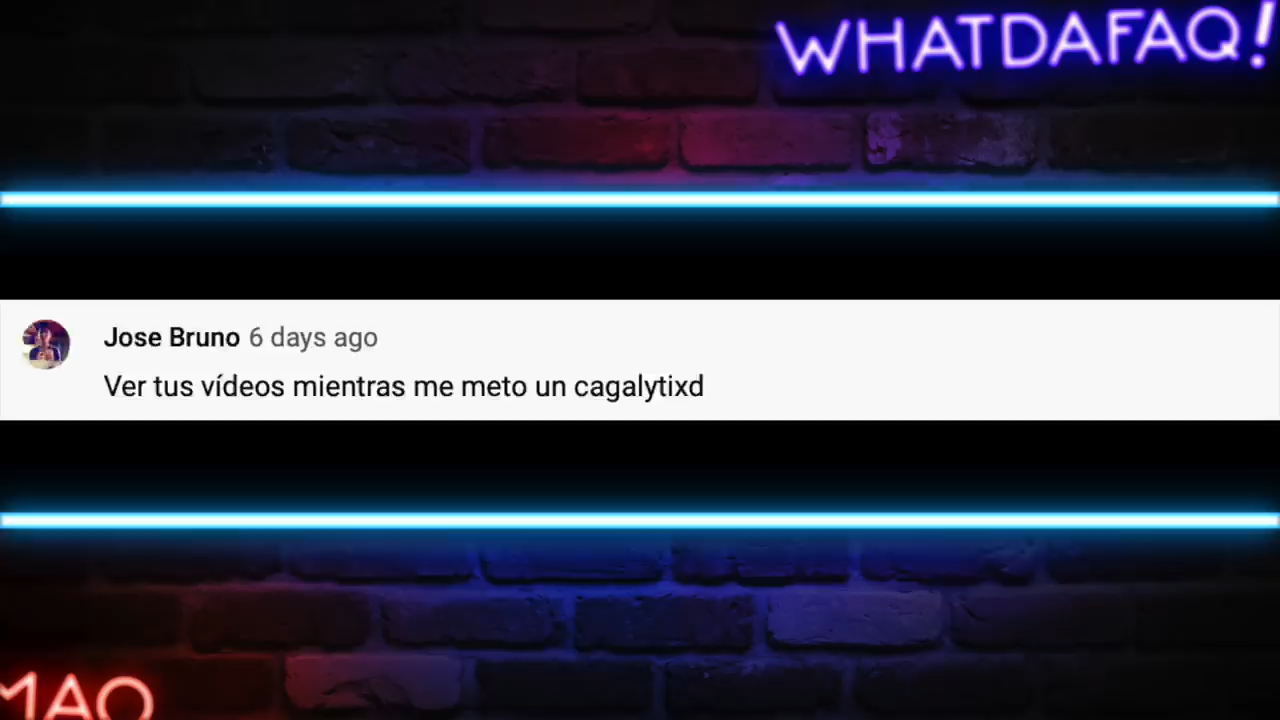 WHATDAFAQ!
Jose Bruno 6 days ago
Ver tus vídeos mientras me meto un cagalytixd
MAO